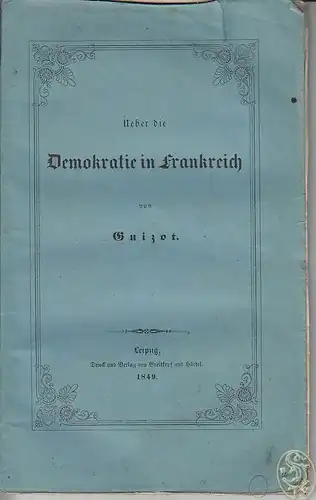 Ueber die
Demokratie in Frankreich
von
Guizot.
Leipzig,
Druck und Verlag von Breitkopf und Härtel.
1849.